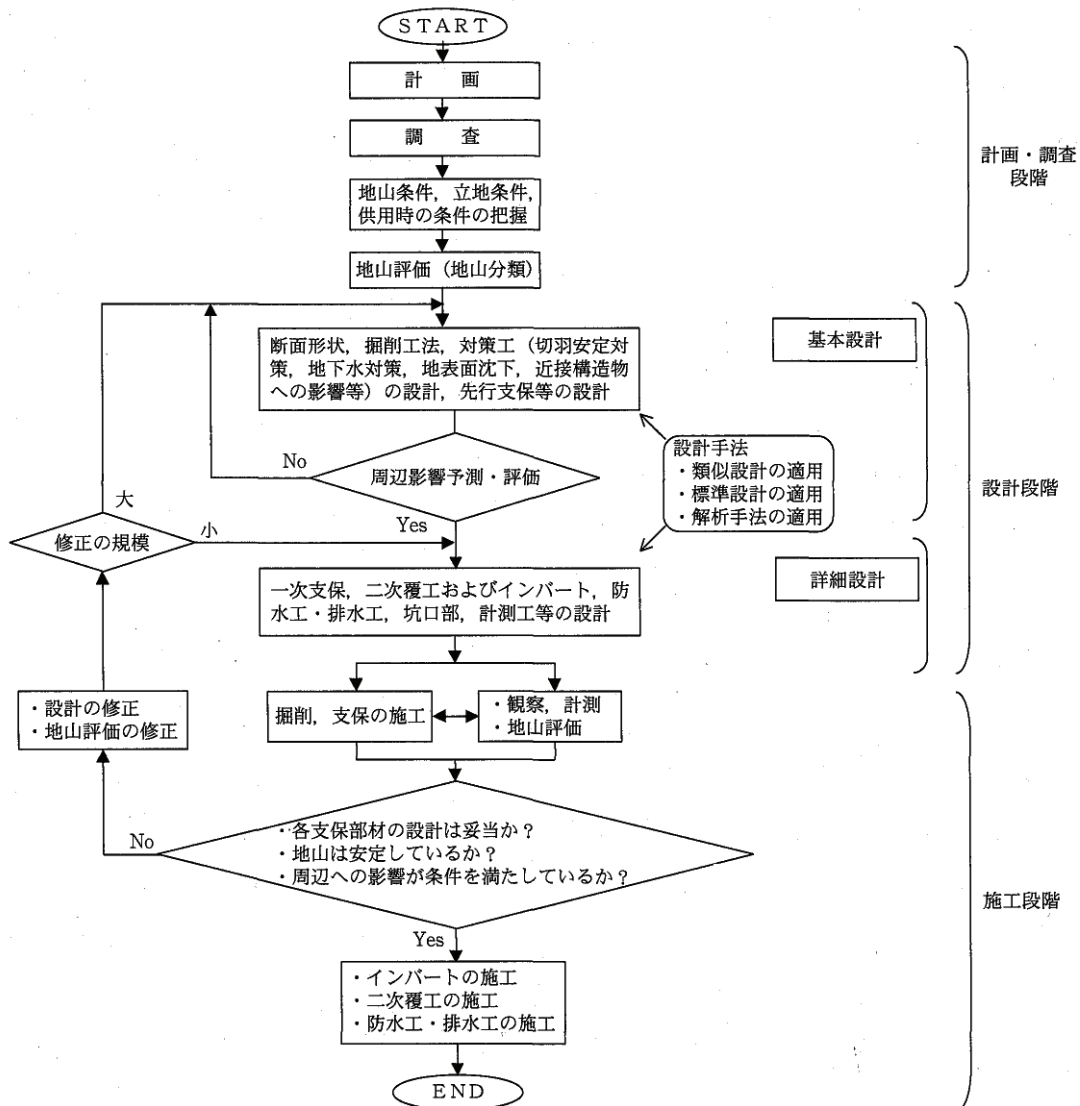 START
計　画
調　査
地山条件，立地条件，
供用時の条件の把握
地山評価（地山分類）
計画・調査
段階
断面形状，掘削工法，対策工（切羽安定対
策，地下水対策，地表面沈下，近接構造物
への影響等）の設計，先行支保等の設計
基本設計
No
周辺影響予測・評価
設計手法
・類似設計の適用
・標準設計の適用
・解析手法の適用
設計段階
大
修正の規模
小
Yes
一次支保，二次覆工およびインバート，防
水工・排水工，坑口部，計測工等の設計
詳細設計
・設計の修正
・地山評価の修正
掘削，支保の施工
・観察，計測
・地山評価
No
・各支保部材の設計は妥当か？
・地山は安定しているか？
・周辺への影響が条件を満たしているか？
施工段階
Yes
・インバートの施工
・二次覆工の施工
・防水工・排水工の施工
END